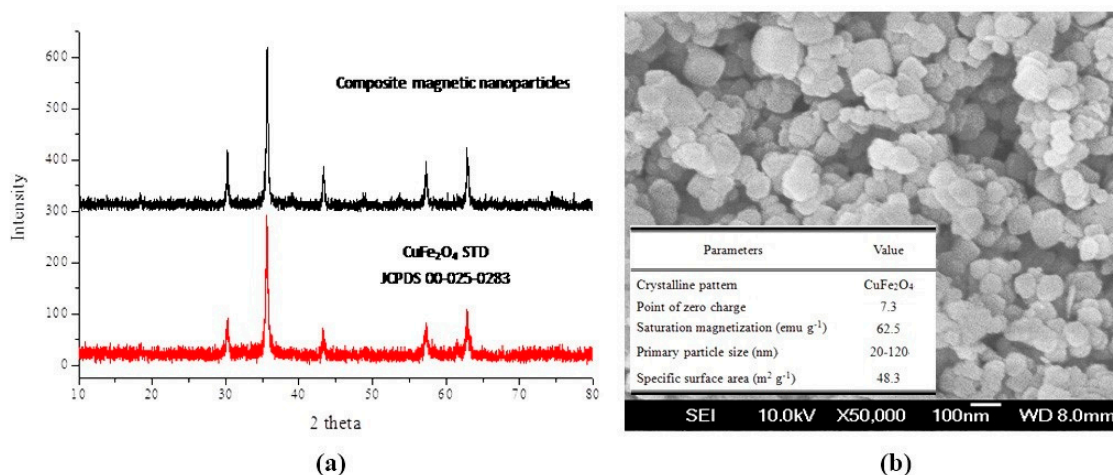 600
500
400
300
200
100
0
Intensity
Composite magnetic nanoparticles
CuFe₂O₄ STD
JCPDS 00-025-0283
10 20 30 40 50 60 70 80
2 theta
(a)
Parameters Value
Crystalline pattern CuFe₂O₄
Point of zero charge 7.3
Saturation magnetization (emu g⁻¹) 62.5
Primary particle size (nm) 20-120
Specific surface area (m² g⁻¹) 48.3
SEI 10.0kV X50,000 100nm WD 8.0mm
(b)